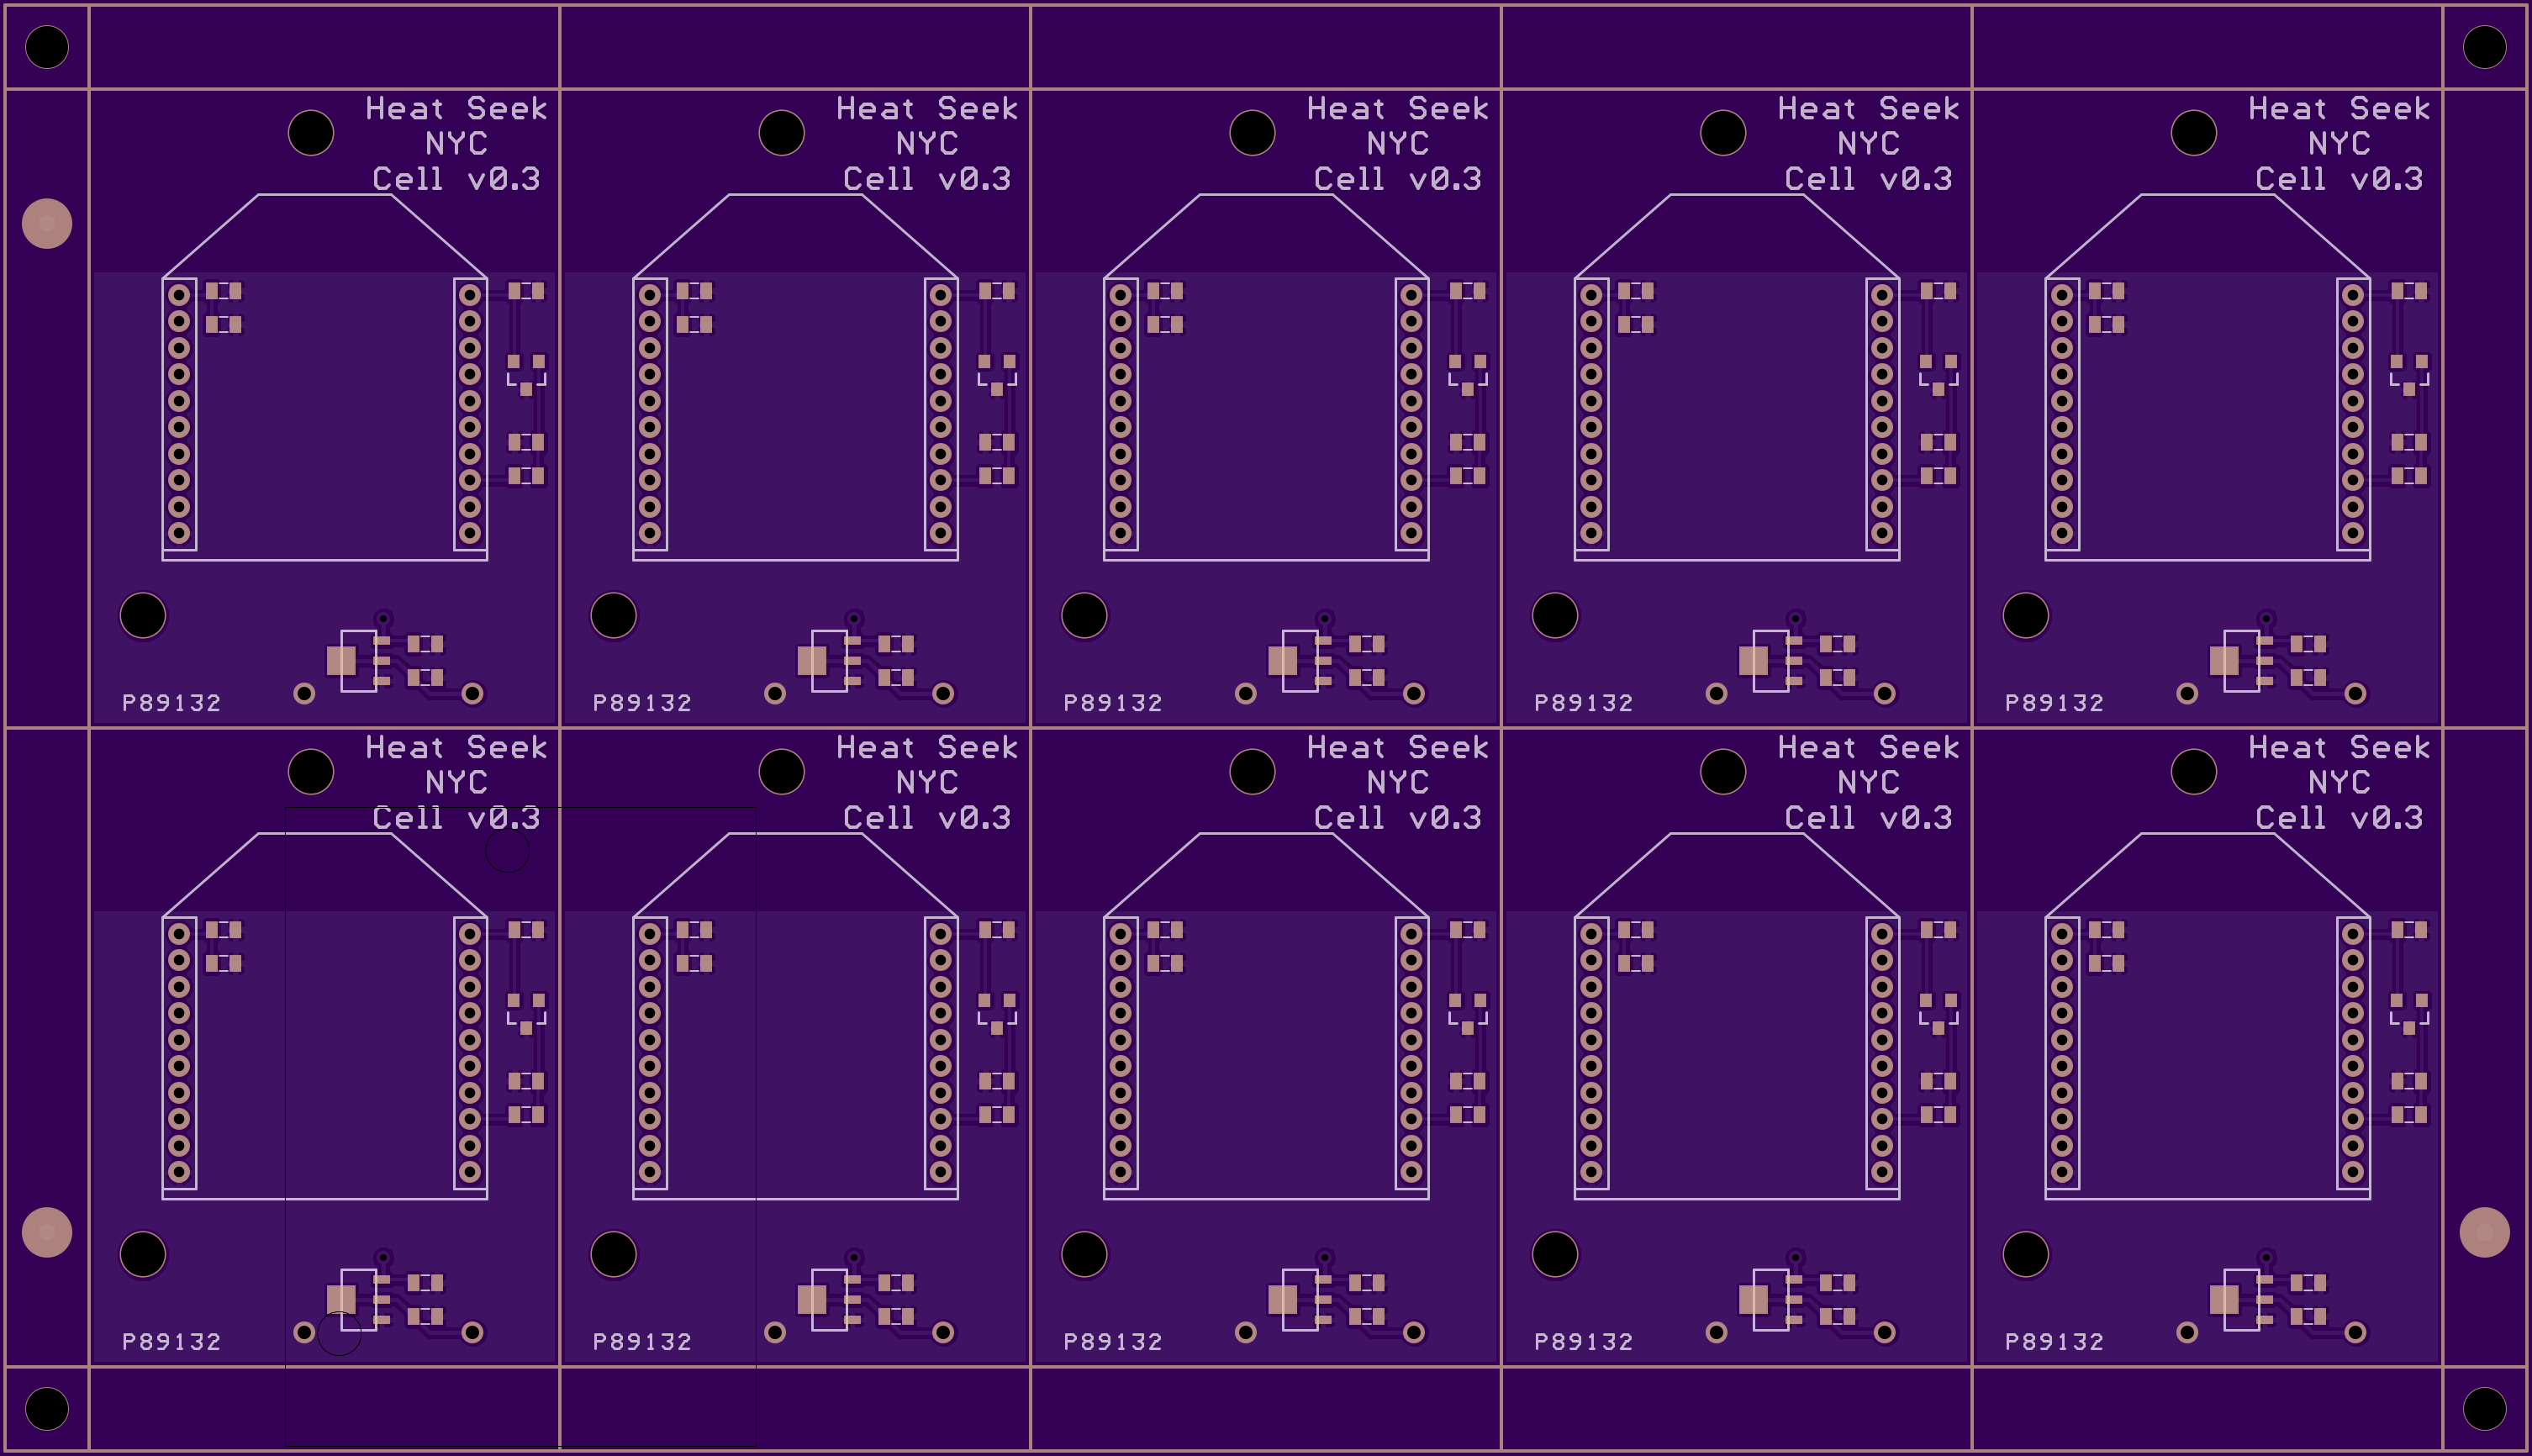 Heat Seek Heat Seek Heat Seek Heat Seek Heat Seek
NYC NYC NYC NYC NYC
Cell v0.3 Cell v0.3 Cell v0.3 Cell v0.3 Cell v0.3
P89132 P89132 P89132 P89132 P89132
Heat Seek Heat Seek Heat Seek Heat Seek Heat Seek
NYC NYC NYC NYC NYC
Cell v0.3 Cell v0.3 Cell v0.3 Cell v0.3 Cell v0.3
P89132 P89132 P89132 P89132 P89132